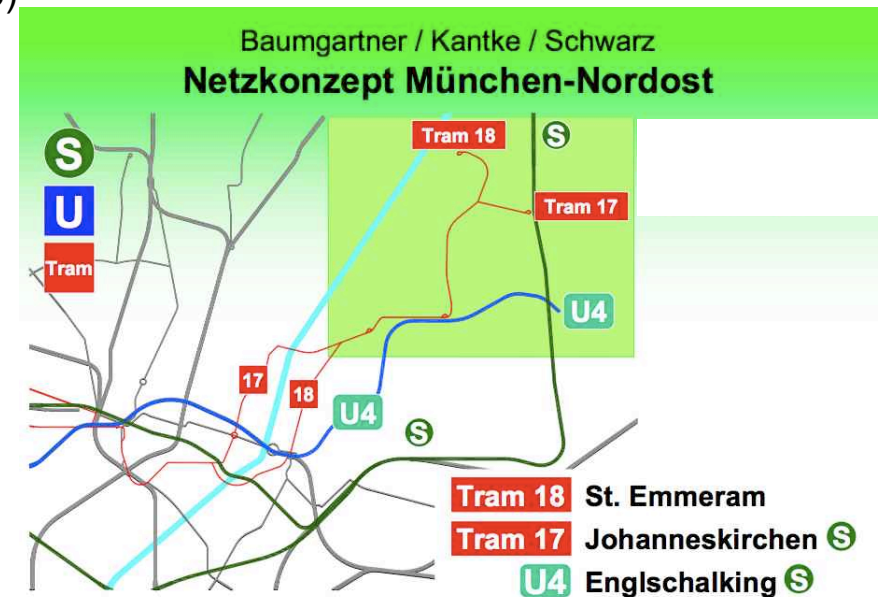 Baumgartner / Kantke / Schwarz
Netzkonzept München-Nordost
S
U
Tram
Tram 18
S
Tram 17
U4
17
18
U4
S
Tram 18 St. Emmeram
Tram 17 Johanneskirchen S
U4 Englschalking S